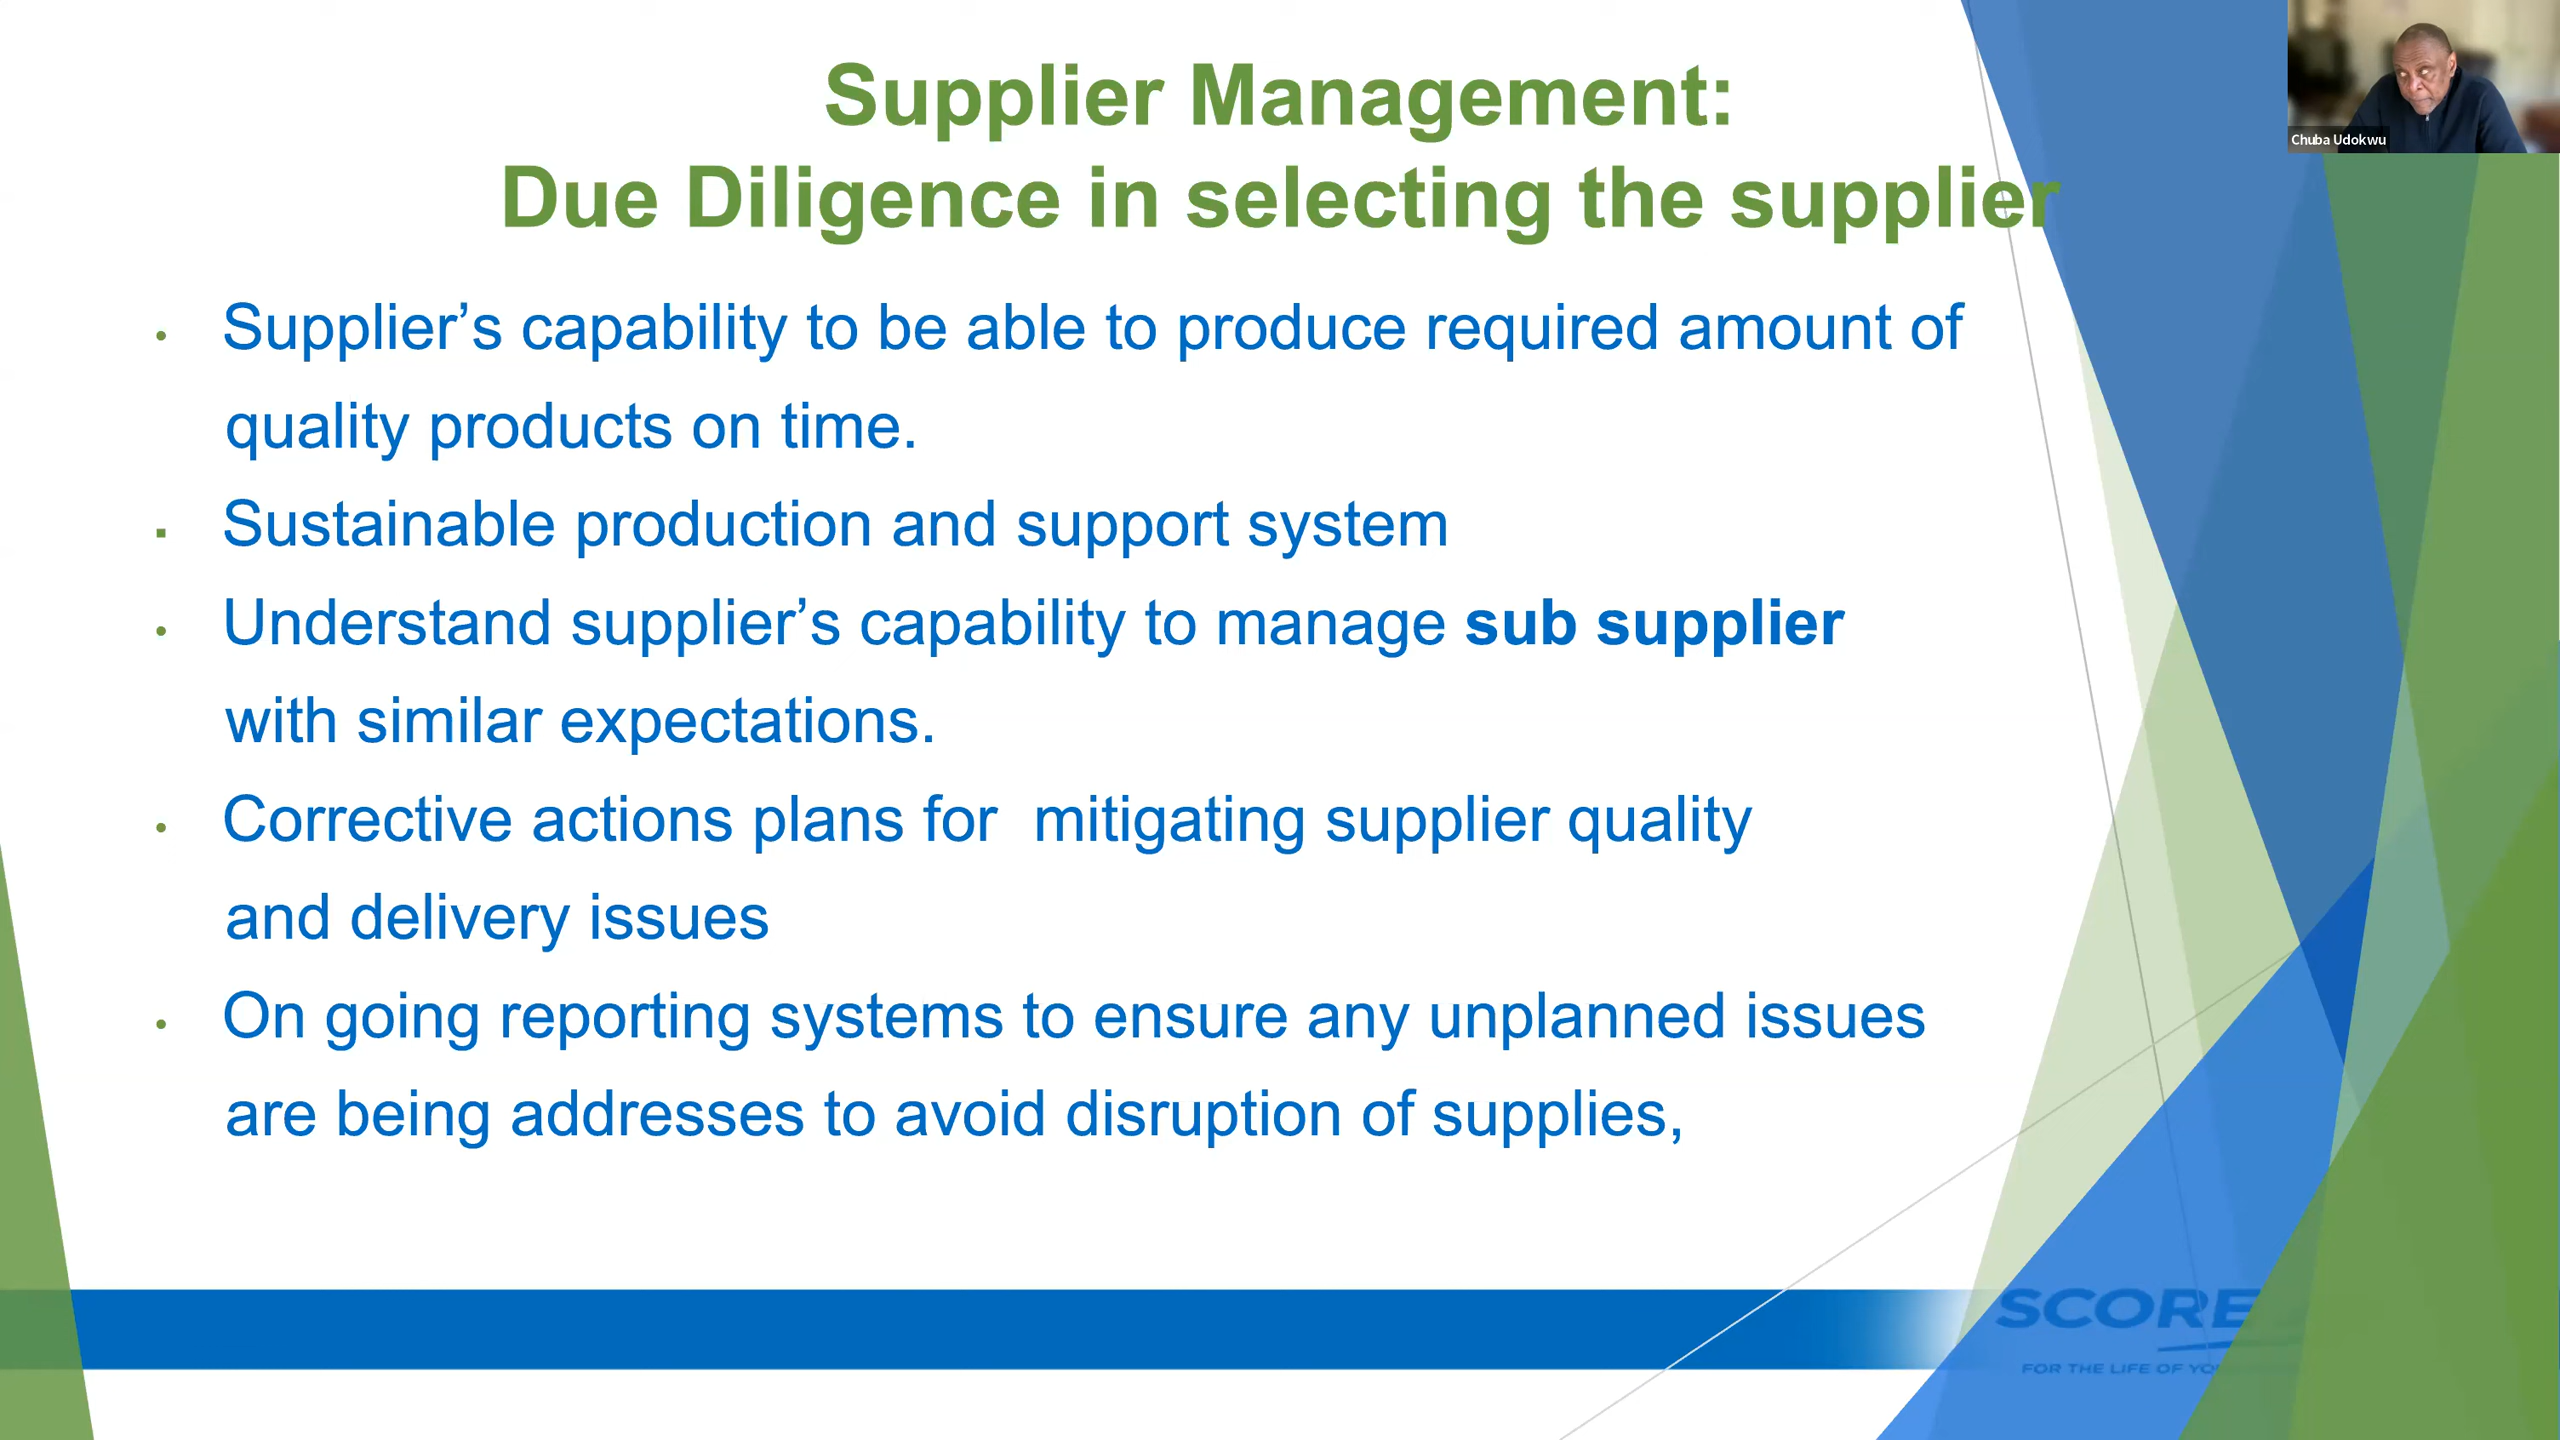 Supplier Management:
Due Diligence in selecting the supplier
Chuba Udokwu
• Supplier’s capability to be able to produce required amount of
quality products on time.
▪ Sustainable production and support system
• Understand supplier’s capability to manage sub supplier
with similar expectations.
• Corrective actions plans for  mitigating supplier quality
and delivery issues
• On going reporting systems to ensure any unplanned issues
are being addresses to avoid disruption of supplies,
SCORE
FOR THE LIFE OF